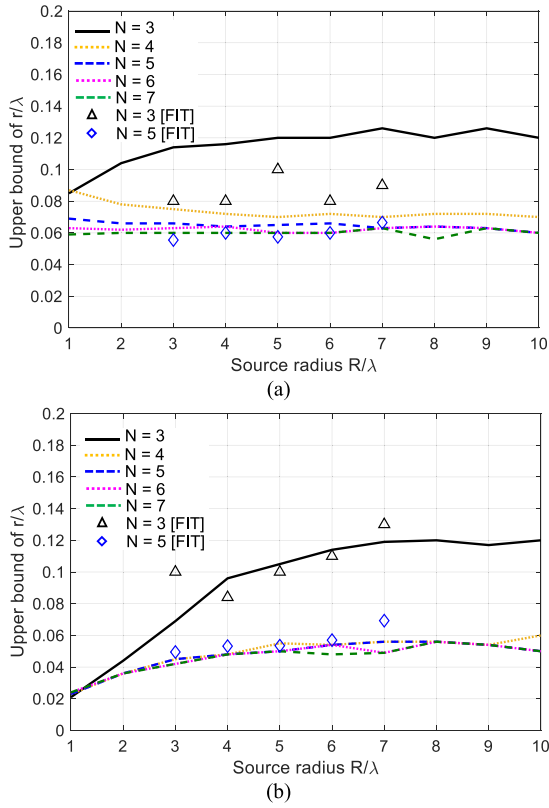 0.2
0.18
0.16
0.14
0.12
0.1
0.08
0.06
0.04
0.02
0
Upper bound of r/λ
N = 3
N = 4
N = 5
N = 6
N = 7
N = 3 [FIT]
N = 5 [FIT]
1 2 3 4 5 6 7 8 9 10
Source radius R/λ
(a)
0.2
0.18
0.16
0.14
0.12
0.1
0.08
0.06
0.04
0.02
0
Upper bound of r/λ
N = 3
N = 4
N = 5
N = 6
N = 7
N = 3 [FIT]
N = 5 [FIT]
1 2 3 4 5 6 7 8 9 10
Source radius R/λ
(b)